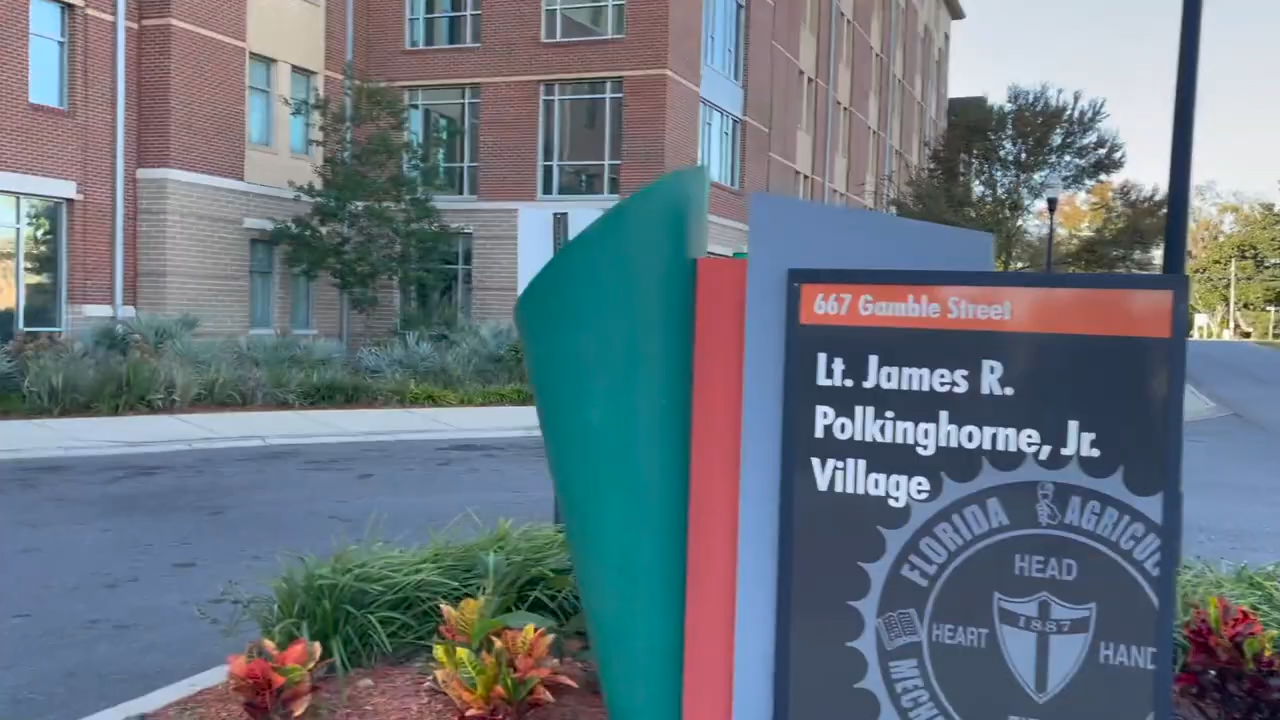 667 Gamble Street
Lt. James R.
Polkinghorne, Jr.
Village
FLORIDA AGRICUL
HEAD
1887
HEART
HAND
MECH